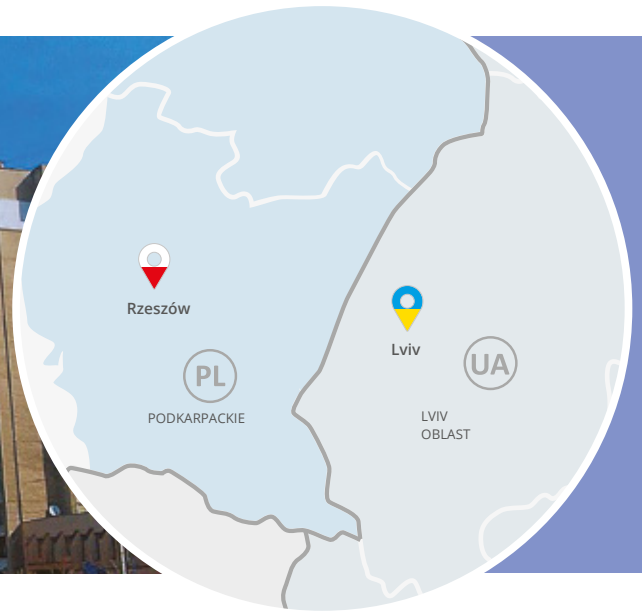 Rzeszów
PL
PODKARPACKIE
Lviv
UA
LVIV
OBLAST